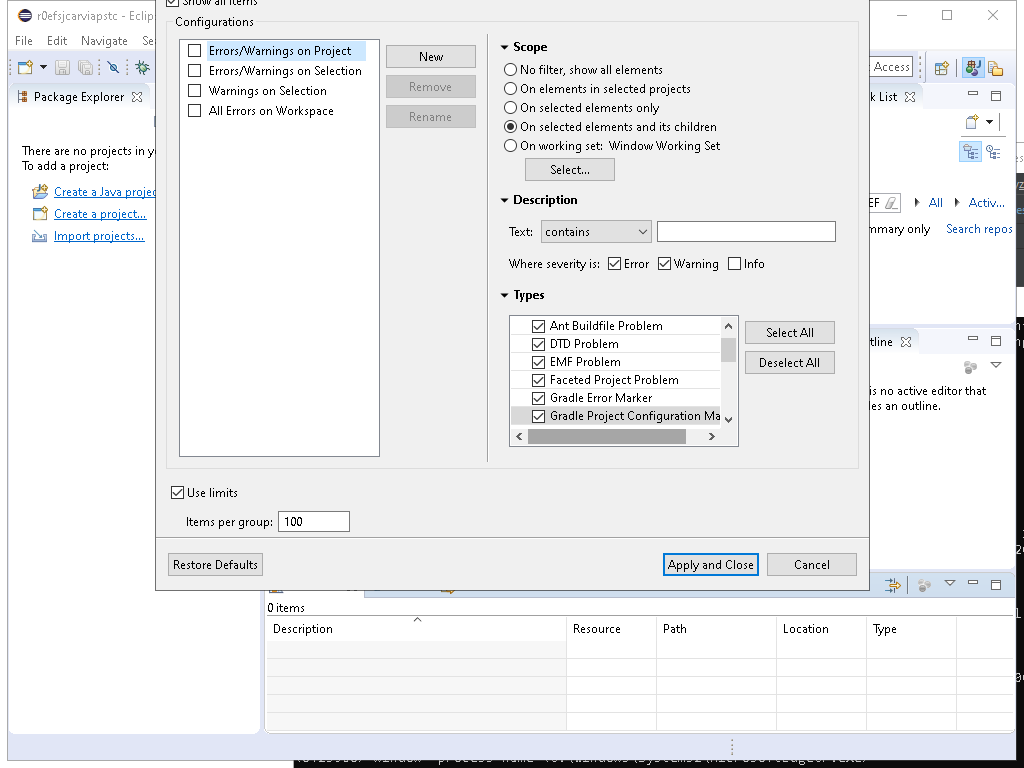 r0efsjcarviapstc - Eclips
Show all items
File Edit Navigate Se
Configurations
Errors/Warnings on Project
Errors/Warnings on Selection
Warnings on Selection
All Errors on Workspace
New
Remove
Rename
Scope
No filter, show all elements
On elements in selected projects
On selected elements only
On selected elements and its children
On working set: Window Working Set
Select...
Description
Text: contains
Where severity is: Error Warning Info
Types
Ant Buildfile Problem
DTD Problem
EMF Problem
Faceted Project Problem
Gradle Error Marker
Gradle Project Configuration Ma
Select All
Deselect All
Use limits
Items per group: 100
Restore Defaults
Apply and Close
Cancel
Package Explorer
There are no projects in y
To add a project:
Create a Java projec
Create a project...
Import projects...
Access
k List
EF
All
Activ...
mmary only
Search repos
tline
is no active editor that
es an outline.
0 items
Description Resource Path Location Type